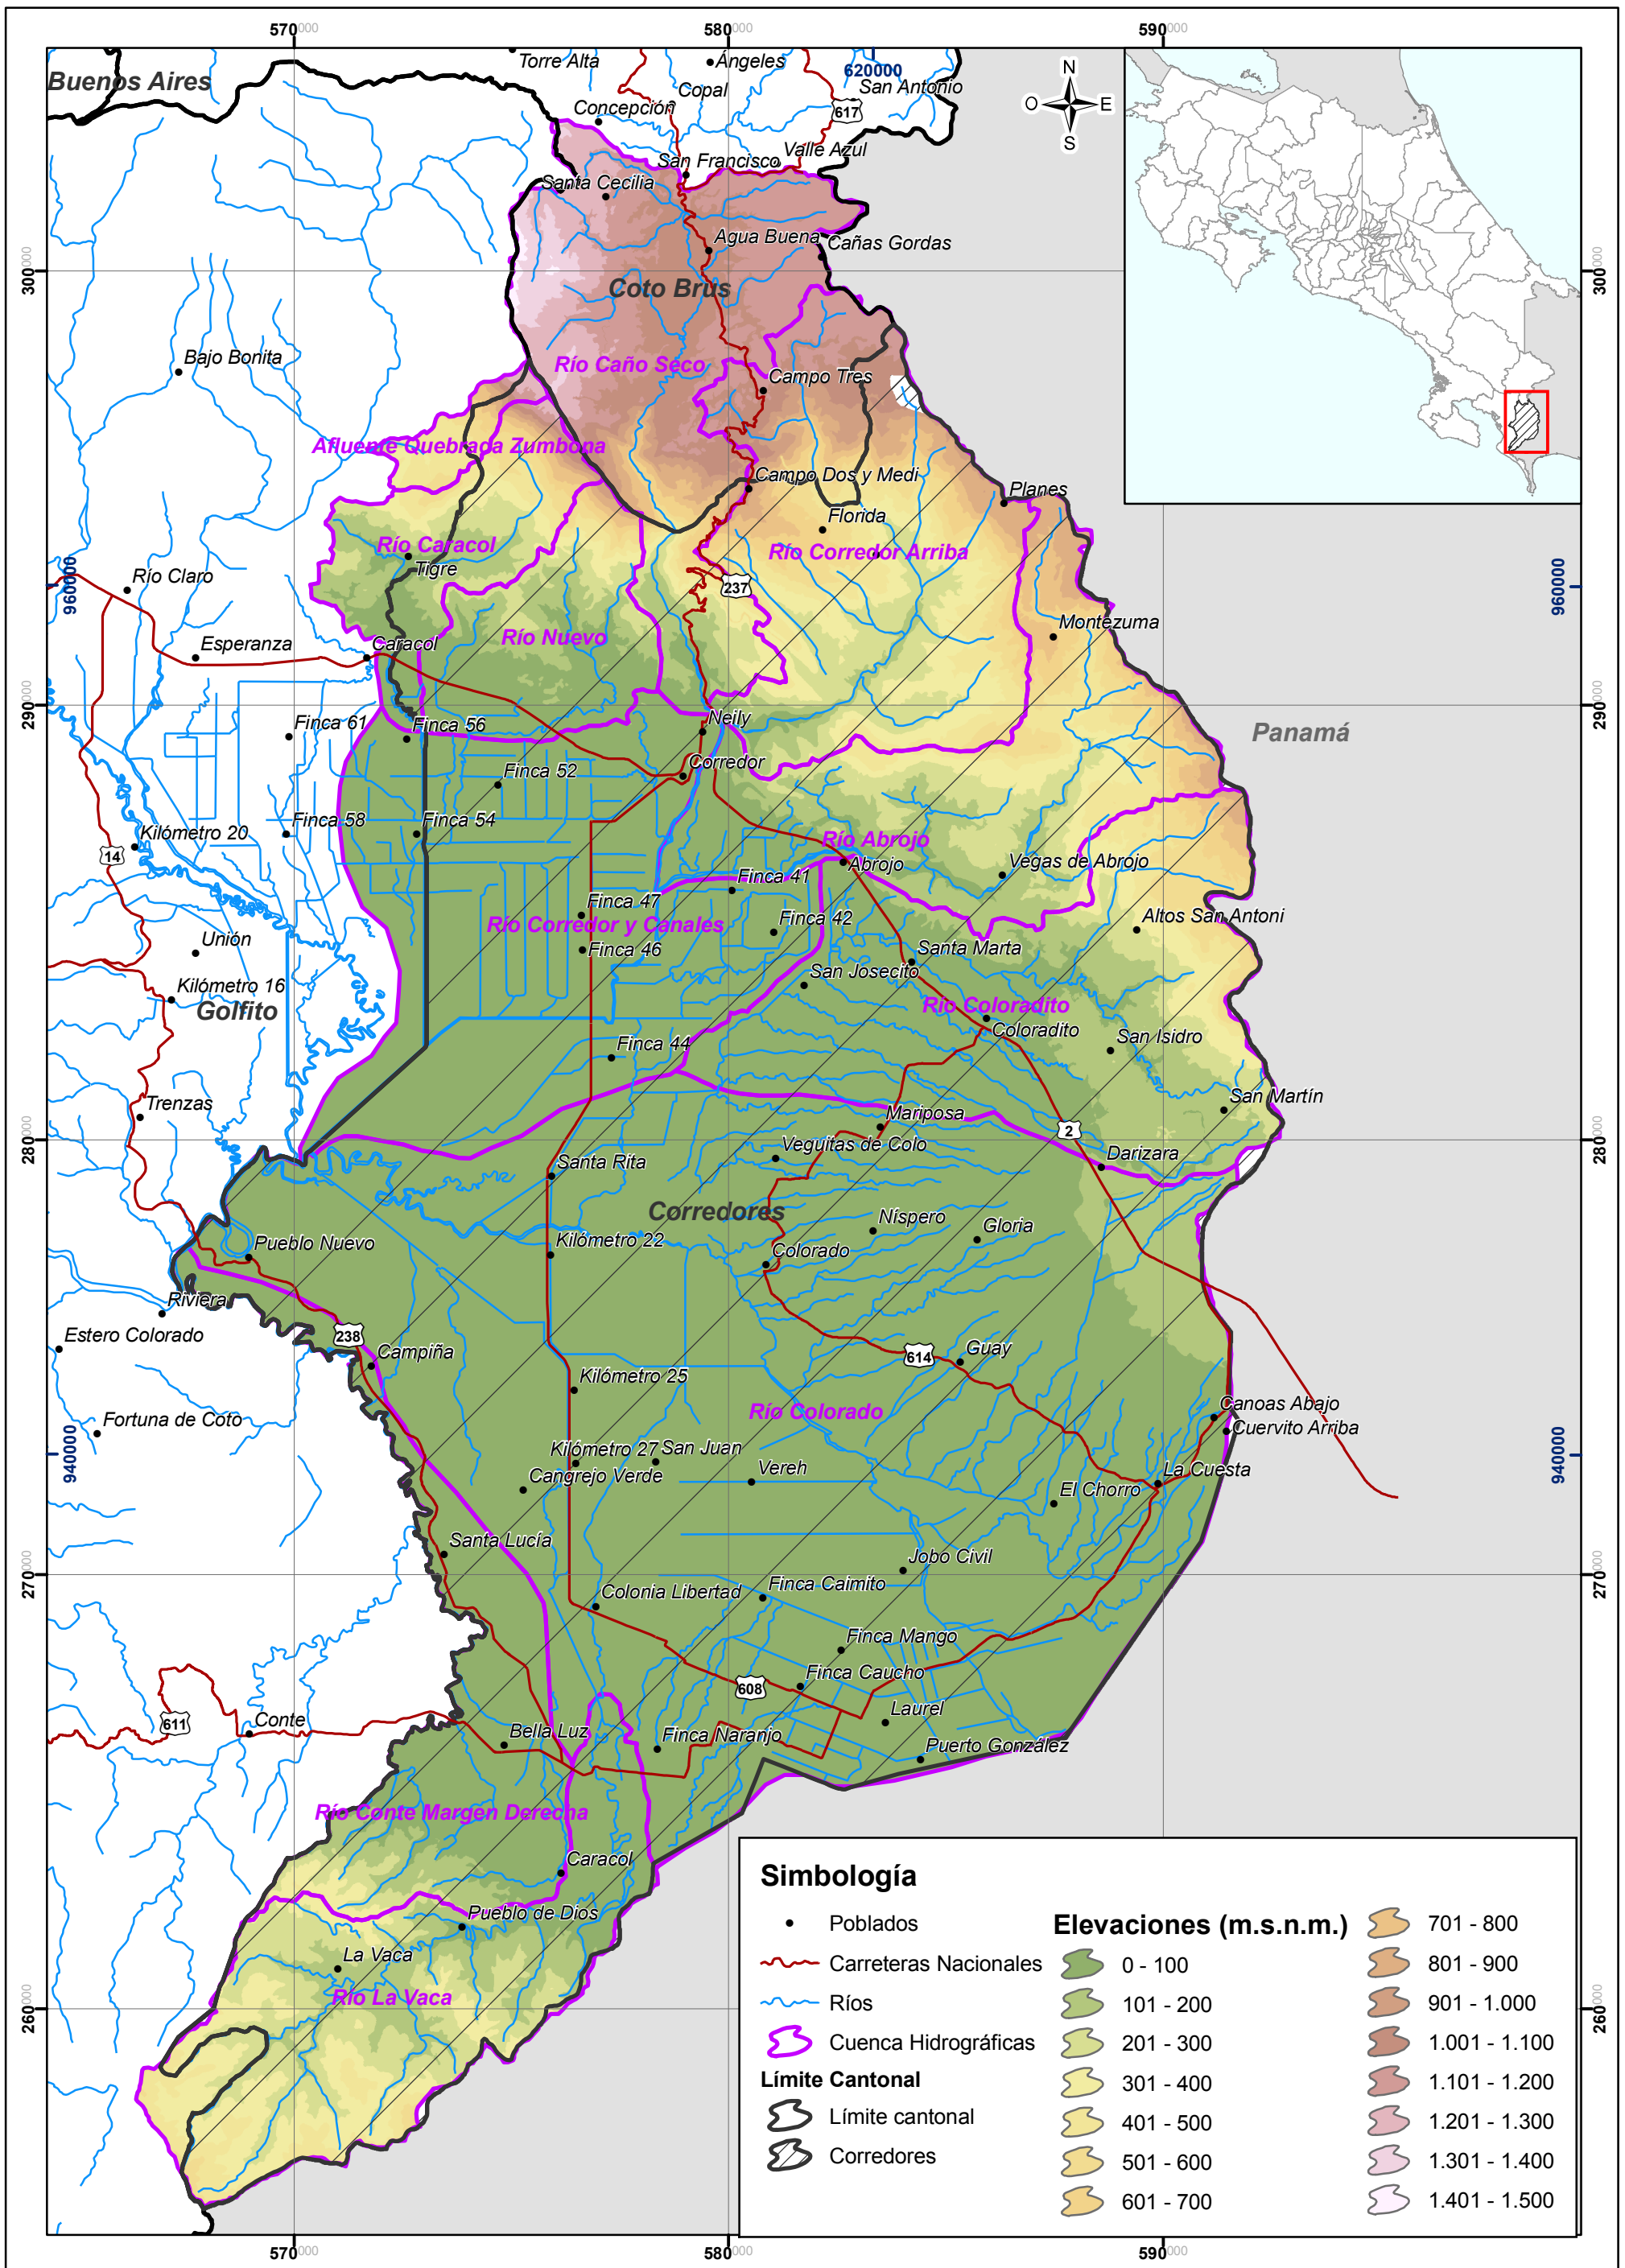 570000
580000
590000
Buenos Aires
Torre Alta
Ángeles
620000
San Antonio
Copal
Concepción
617
N
O
E
S
Valle Azul
San Francisco
Santa Cecilia
Agua Buena
Cañas Gordas
300000
300000
Coto Brus
Bajo Bonita
Río Caño Seco
Campo Tres
Afluente Quebrada Zumbona
Campo Dos y Medi
Planes
Florida
Río Caracol
Río Corredor Arriba
Tigre
960000
Río Claro
237
960000
Montezuma
Esperanza
Caracol
Río Nuevo
290000
290000
Finca 61
Finca 56
Neily
Panamá
Corredor
Finca 52
Kilómetro 20
Finca 58
Finca 54
14
Río Abrojo
Abrojo
Vegas de Abrojo
Finca 41
Finca 47
Río Corredor y Canales
Finca 42
Altos San Antoni
Unión
Finca 46
Santa Marta
San Josecito
Kilómetro 16
Golfito
Río Coloradito
Coloradito
San Isidro
Finca 44
Trenzas
Mariposa
San Martín
2
280000
280000
Veguitas de Colo
Darizara
Santa Rita
Corredores
Níspero
Gloria
Pueblo Nuevo
Kilómetro 22
Colorado
Riviera
Estero Colorado
238
Campiña
614
Guay
Kilómetro 25
Río Colorado
Canoas Abajo
Fortuna de Coto
Cuervito Arriba
940000
940000
Kilómetro 27
San Juan
Cangrejo Verde
Vereh
La Cuesta
El Chorro
Santa Lucía
Jobo Civil
270000
270000
Colonia Libertad
Finca Caimito
Finca Mango
Finca Caucho
608
Laurel
611
Conte
Bella Luz
Finca Naranjo
Puerto González
Río Conte Margen Derecha
Caracol
Pueblo de Dios
La Vaca
Río La Vaca
260000
260000
Simbología
Poblados
Carreteras Nacionales
Ríos
Cuenca Hidrográficas
Límite Cantonal
Límite cantonal
Corredores
Elevaciones (m.s.n.m.)
0 - 100
101 - 200
201 - 300
301 - 400
401 - 500
501 - 600
601 - 700
701 - 800
801 - 900
901 - 1.000
1.001 - 1.100
1.101 - 1.200
1.201 - 1.300
1.301 - 1.400
1.401 - 1.500
570000
580000
590000